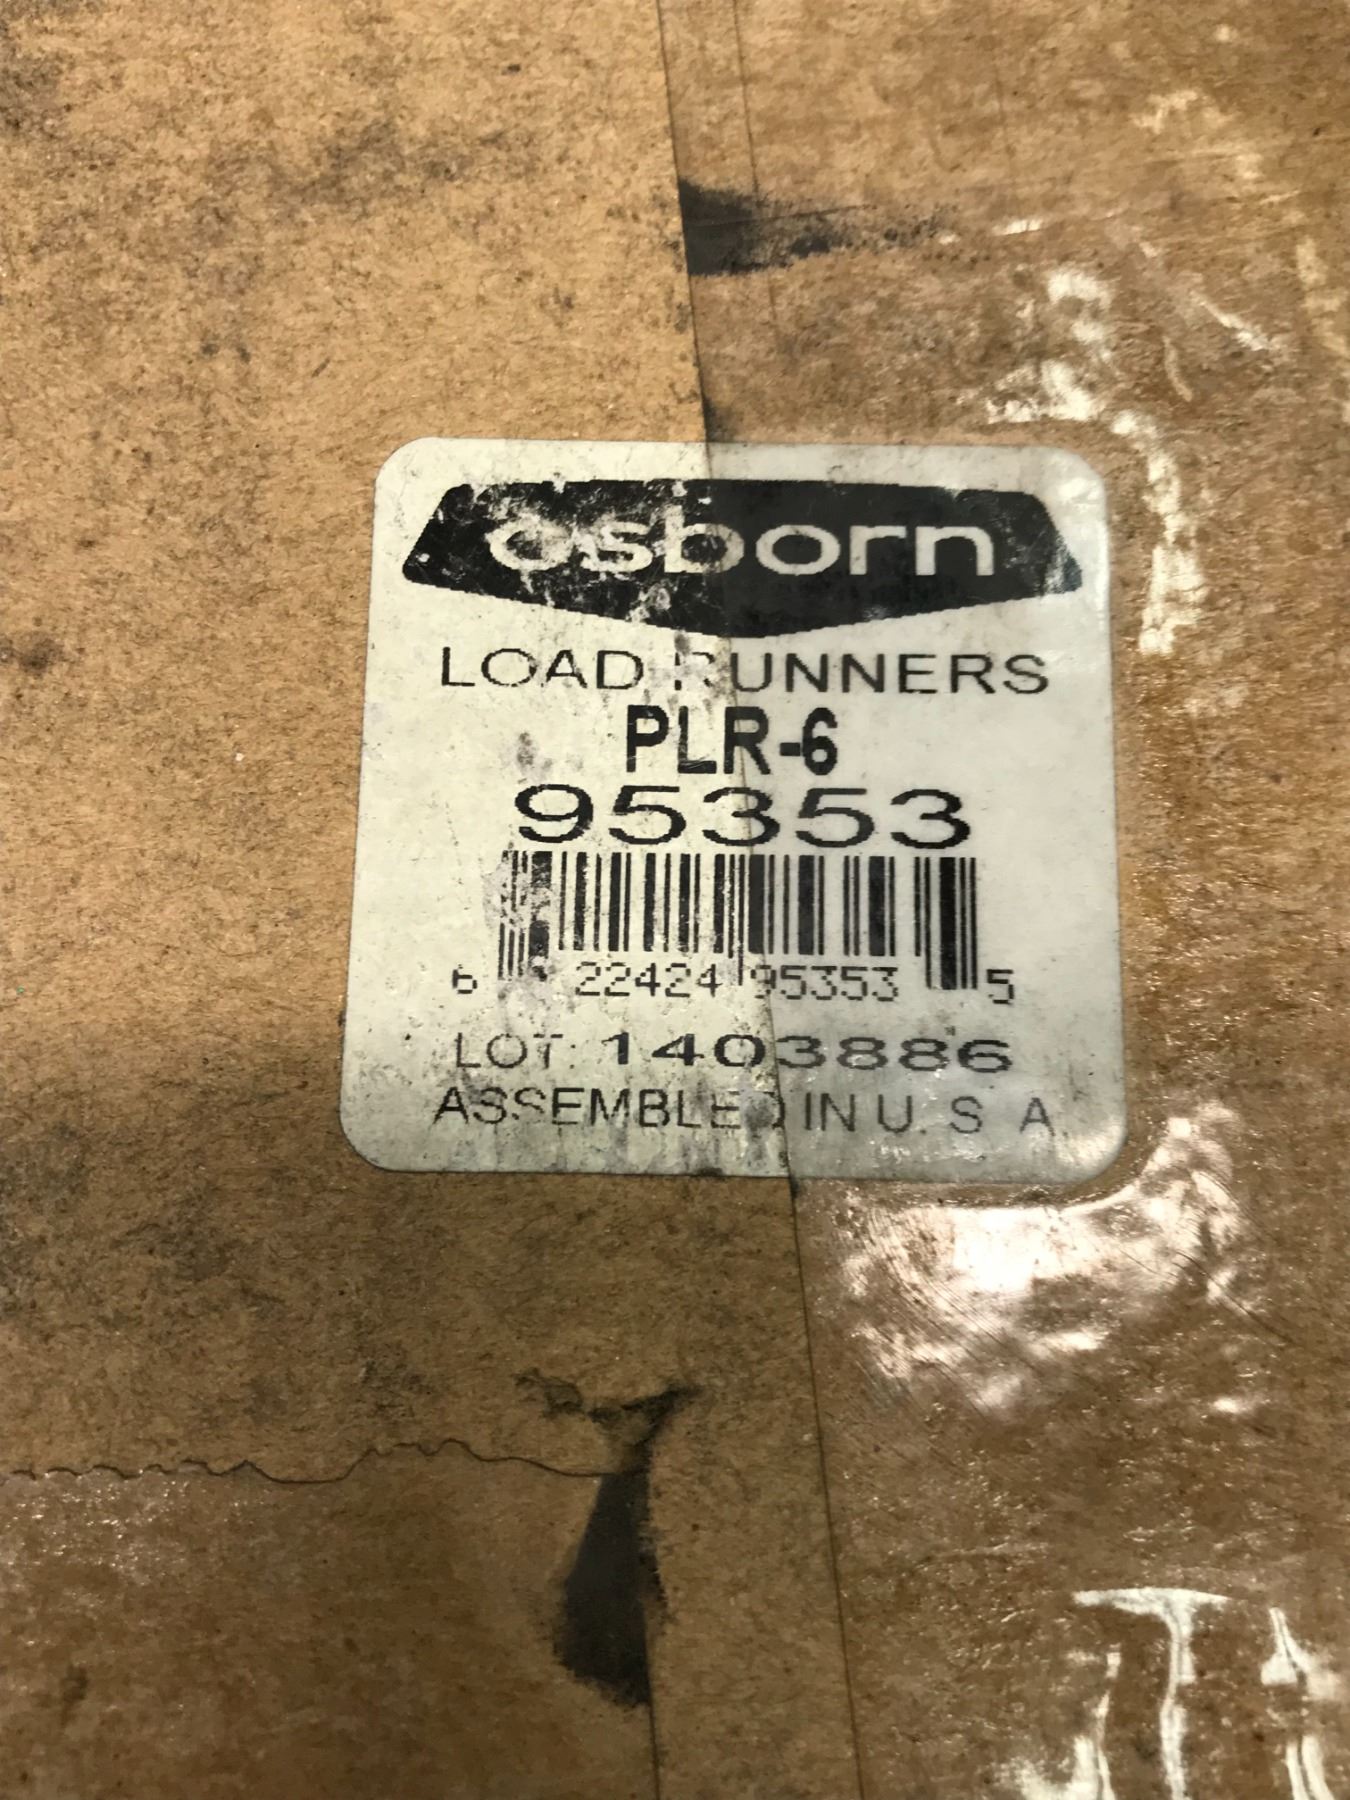 osborn
LOAD RUNNERS
PLR-6
95353
6 22424 95353 5
LOT: 1403886
ASSEMBLED IN U. S A